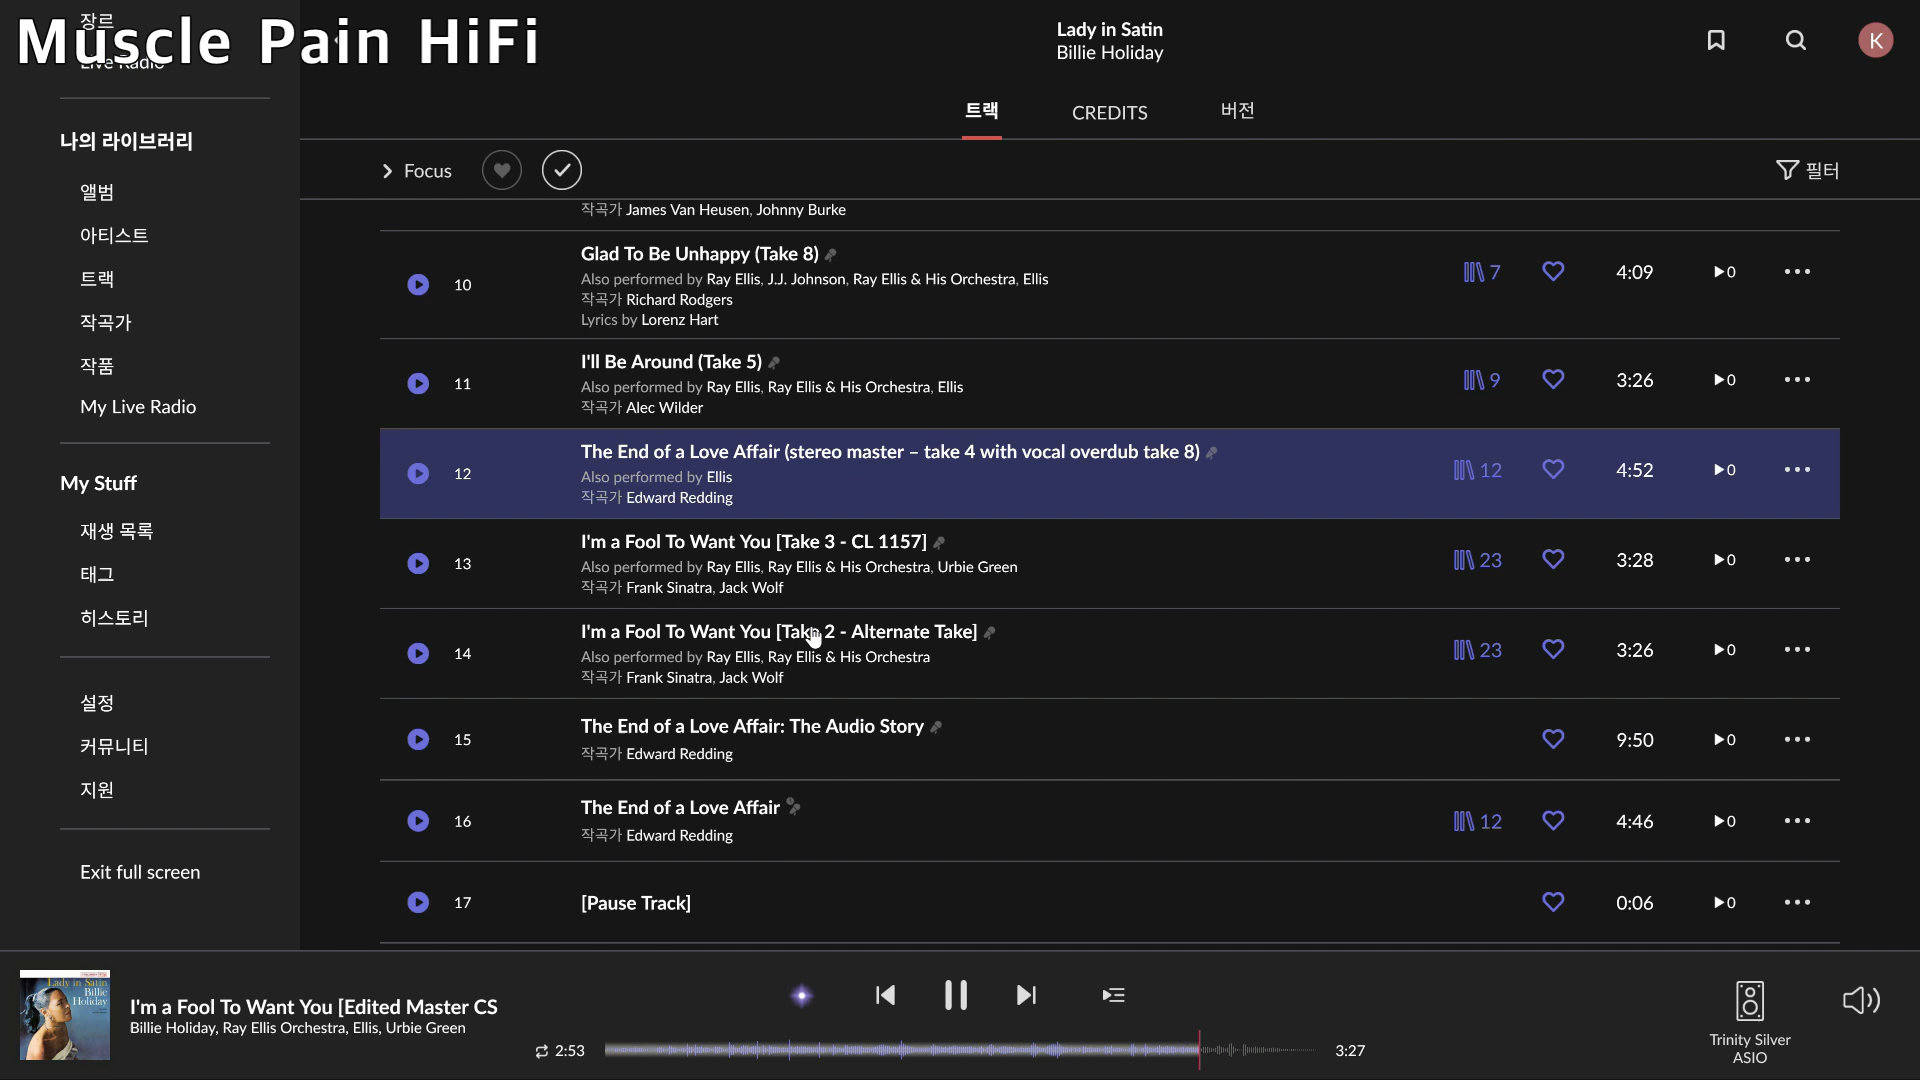 Muscle Pain HiFi
장르
Live Radio
나의 라이브러리
앨범
아티스트
트랙
작곡가
작품
My Live Radio
My Stuff
재생 목록
태그
히스토리
설정
커뮤니티
지원
Exit full screen
Lady in Satin
Billie Holiday
K
트랙 CREDITS 버전
Focus
필터
작곡가 James Van Heusen, Johnny Burke
10 Glad To Be Unhappy (Take 8) 7 4:09 0
Also performed by Ray Ellis, J.J. Johnson, Ray Ellis & His Orchestra, Ellis
작곡가 Richard Rodgers
Lyrics by Lorenz Hart
11 I'll Be Around (Take 5) 9 3:26 0
Also performed by Ray Ellis, Ray Ellis & His Orchestra, Ellis
작곡가 Alec Wilder
12 The End of a Love Affair (stereo master – take 4 with vocal overdub take 8) 12 4:52 0
Also performed by Ellis
작곡가 Edward Redding
13 I'm a Fool To Want You [Take 3 - CL 1157] 23 3:28 0
Also performed by Ray Ellis, Ray Ellis & His Orchestra, Urbie Green
작곡가 Frank Sinatra, Jack Wolf
14 I'm a Fool To Want You [Take 2 - Alternate Take] 23 3:26 0
Also performed by Ray Ellis, Ray Ellis & His Orchestra
작곡가 Frank Sinatra, Jack Wolf
15 The End of a Love Affair: The Audio Story 9:50 0
작곡가 Edward Redding
16 The End of a Love Affair 12 4:46 0
작곡가 Edward Redding
17 [Pause Track] 0:06 0
Lady in Satin
Billie
Holiday
I'm a Fool To Want You [Edited Master CS
Billie Holiday, Ray Ellis Orchestra, Ellis, Urbie Green
2:53 3:27
Trinity Silver
ASIO